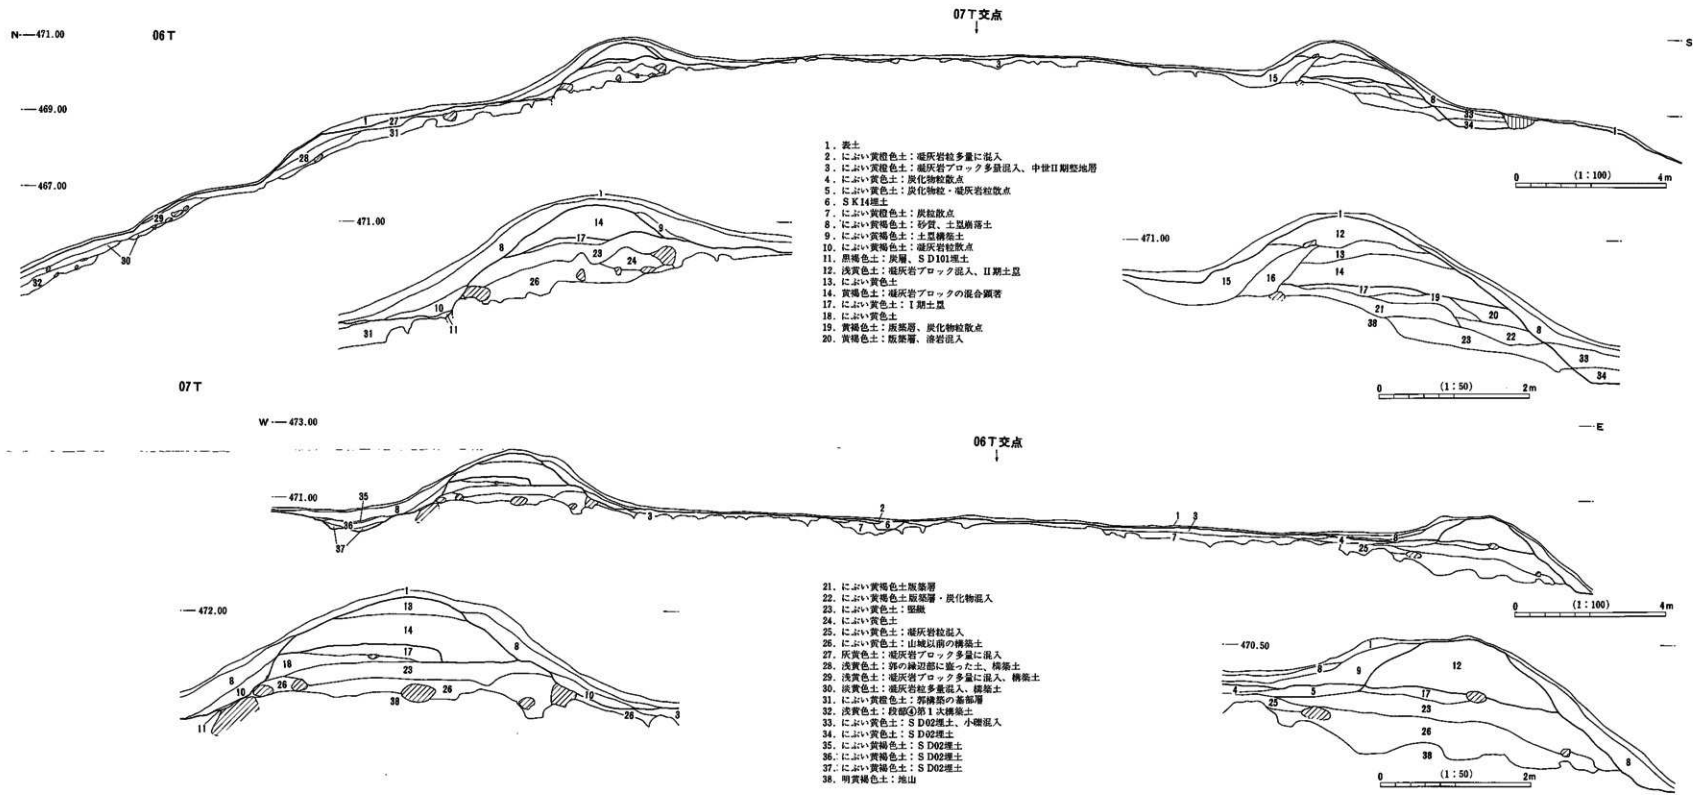 07T交点
N 471.00
06T
S
469.00
467.00
(1:100)
0 4m
1. 表土
2. にぶい黄橙色土：凝灰岩粒多量に混入
3. にぶい黄橙色土：凝灰岩ブロック多量混入、中世II期整地層
4. にぶい黄色土：炭化物粒散点
5. にぶい黄色土：炭化物粒・凝灰岩粒散点
6. SK14埋土
7. にぶい黄橙色土：炭粒散点
8. にぶい黄褐色土：砂質、土塁崩落土
9. にぶい黄褐色土：土塁構築土
10. にぶい黄褐色土：凝灰岩粒散点
11. 黒褐色土：炭層、SD101埋土
12. 浅黄色土：凝灰岩ブロック混入、II期土塁
13. にぶい黄色土
14. 黄褐色土：凝灰岩ブロックの混合顕著
17. にぶい黄色土：I期土塁
18. にぶい黄色土
19. 黄褐色土：版築層、炭化物粒散点
20. 黄褐色土：版築層、溶岩混入
471.00
471.00
0 (1:50) 2m
07T
W 473.00
E
06T交点
471.00
0 (1:100) 4m
472.00
470.50
21. にぶい黄褐色土版築層
22. にぶい黄褐色土版築層・炭化物混入
23. にぶい黄色土：堅緻
24. にぶい黄色土
25. にぶい黄色土：凝灰岩粒混入
26. にぶい黄色土：山城以前の構築土
27. 灰黄色土：凝灰岩ブロック多量に混入
28. 浅黄色土：郭の縁辺部に盛った土、構築土
29. 浅黄色土：凝灰岩ブロック多量に混入、構築土
30. 淡黄色土：凝灰岩粒多量混入、構築土
31. にぶい黄橙色土：郭構築の基部層
32. 浅黄色土：段部④第1次構築土
33. にぶい黄色土：SD02埋土、小礫混入
34. にぶい黄色土：SD02埋土
35. にぶい黄褐色土：SD02埋土
36. にぶい黄褐色土：SD02埋土
37. にぶい黄褐色土：SD02埋土
38. 明黄褐色土：地山
0 (1:50) 2m